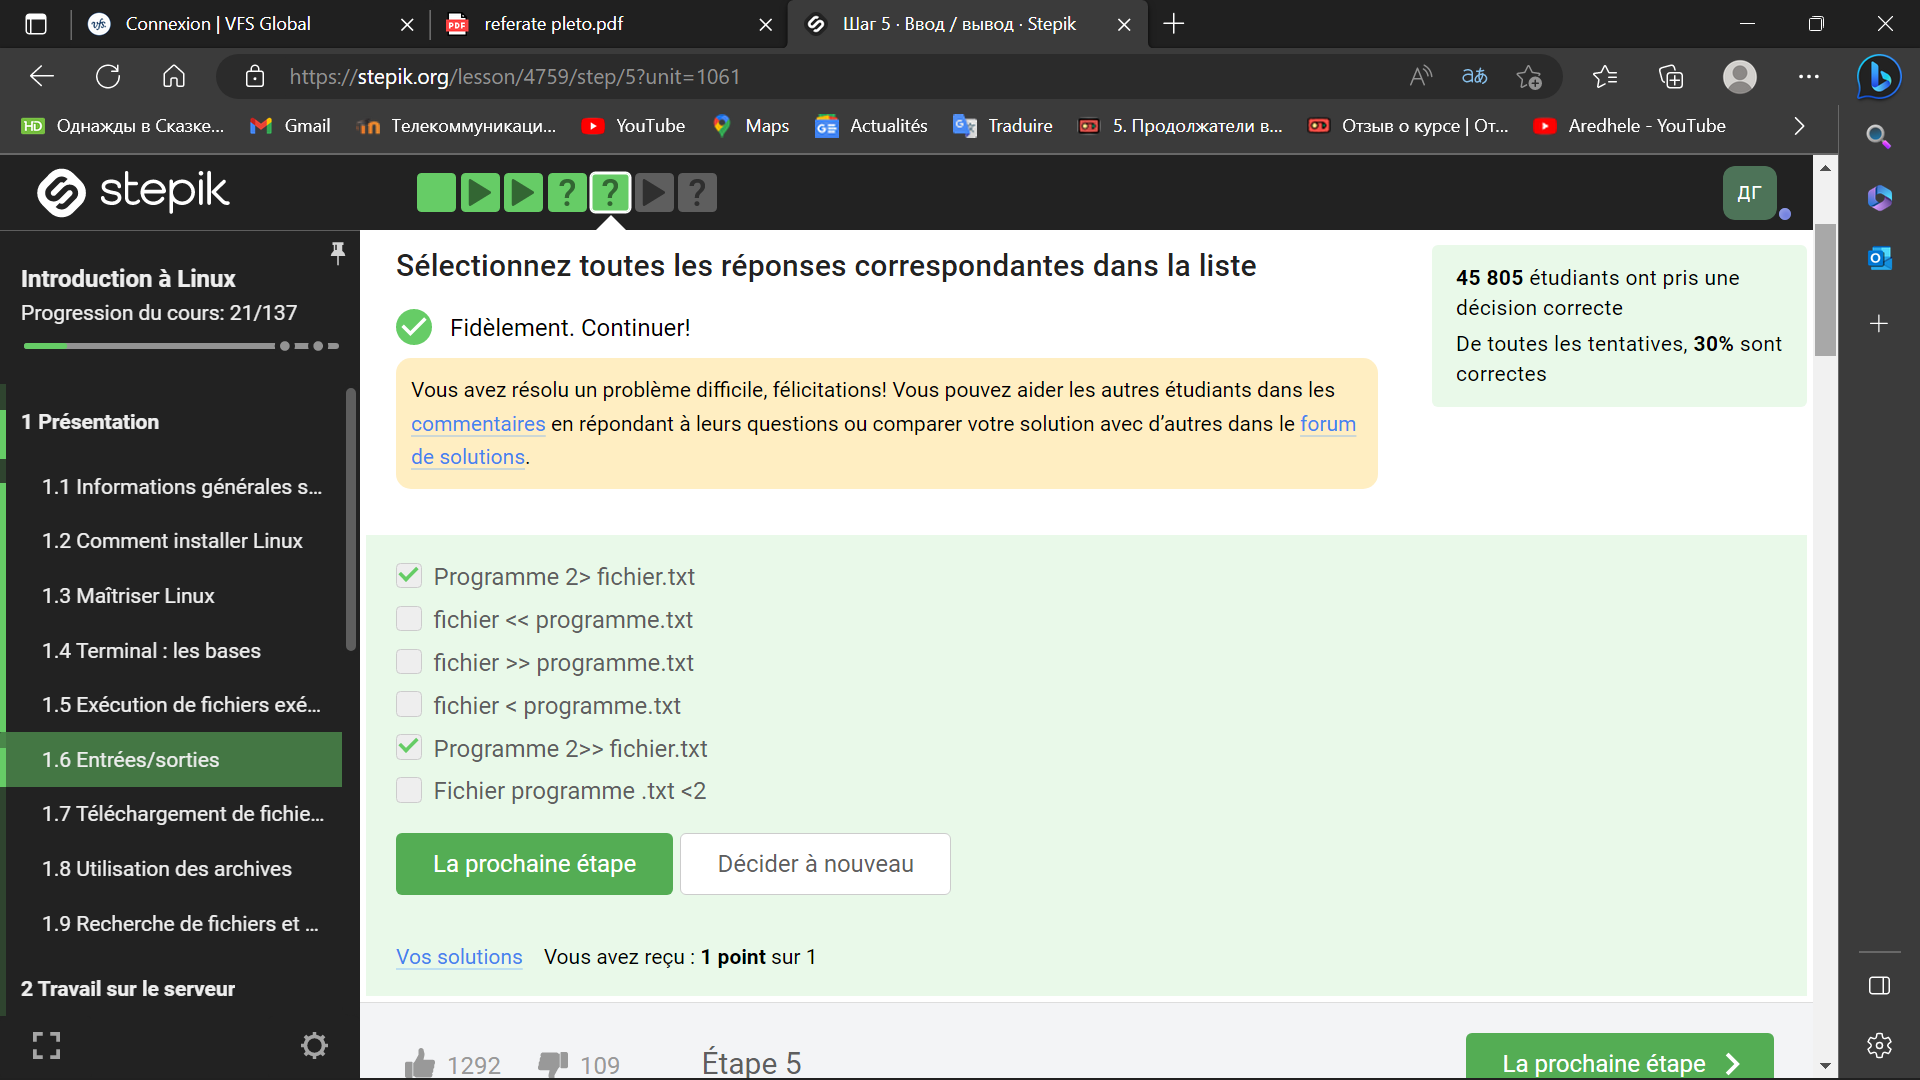 Connexion | VFS Global
referate pleto.pdf
Шаг 5 · Ввод / вывод · Stepik
https://stepik.org/lesson/4759/step/5?unit=1061
Однажды в Сказке...
Gmail
Телекоммуникаци...
YouTube
Maps
Actualités
Traduire
5. Продолжатели в...
Отзыв о курсе | От...
Aredhele - YouTube
stepik
ДГ
Introduction à Linux
Progression du cours: 21/137
1 Présentation
1.1 Informations générales s...
1.2 Comment installer Linux
1.3 Maîtriser Linux
1.4 Terminal : les bases
1.5 Exécution de fichiers exé...
1.6 Entrées/sorties
1.7 Téléchargement de fichie...
1.8 Utilisation des archives
1.9 Recherche de fichiers et ...
2 Travail sur le serveur
Sélectionnez toutes les réponses correspondantes dans la liste
Fidèlement. Continuer!
Vous avez résolu un problème difficile, félicitations! Vous pouvez aider les autres étudiants dans les
commentaires en répondant à leurs questions ou comparer votre solution avec d'autres dans le forum
de solutions.
45 805 étudiants ont pris une
décision correcte
De toutes les tentatives, 30% sont
correctes
Programme 2> fichier.txt
fichier << programme.txt
fichier >> programme.txt
fichier < programme.txt
Programme 2>> fichier.txt
Fichier programme .txt <2
La prochaine étape
Décider à nouveau
Vos solutions Vous avez reçu : 1 point sur 1
1292
109
Étape 5
La prochaine étape